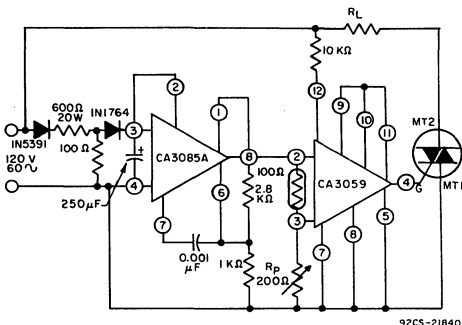 RL
10 KΩ
MT2
600Ω
20W
1N1764
1N5391
100 Ω
120 V
60~
250µF
+
3
2
4
7
CA3085A
1
8
6
0.001
µF
2.8
KΩ
1 KΩ
12
9
10
11
2
100Ω
3
CA3059
4
G
MT1
5
7
8
RP
200Ω
92CS-21840